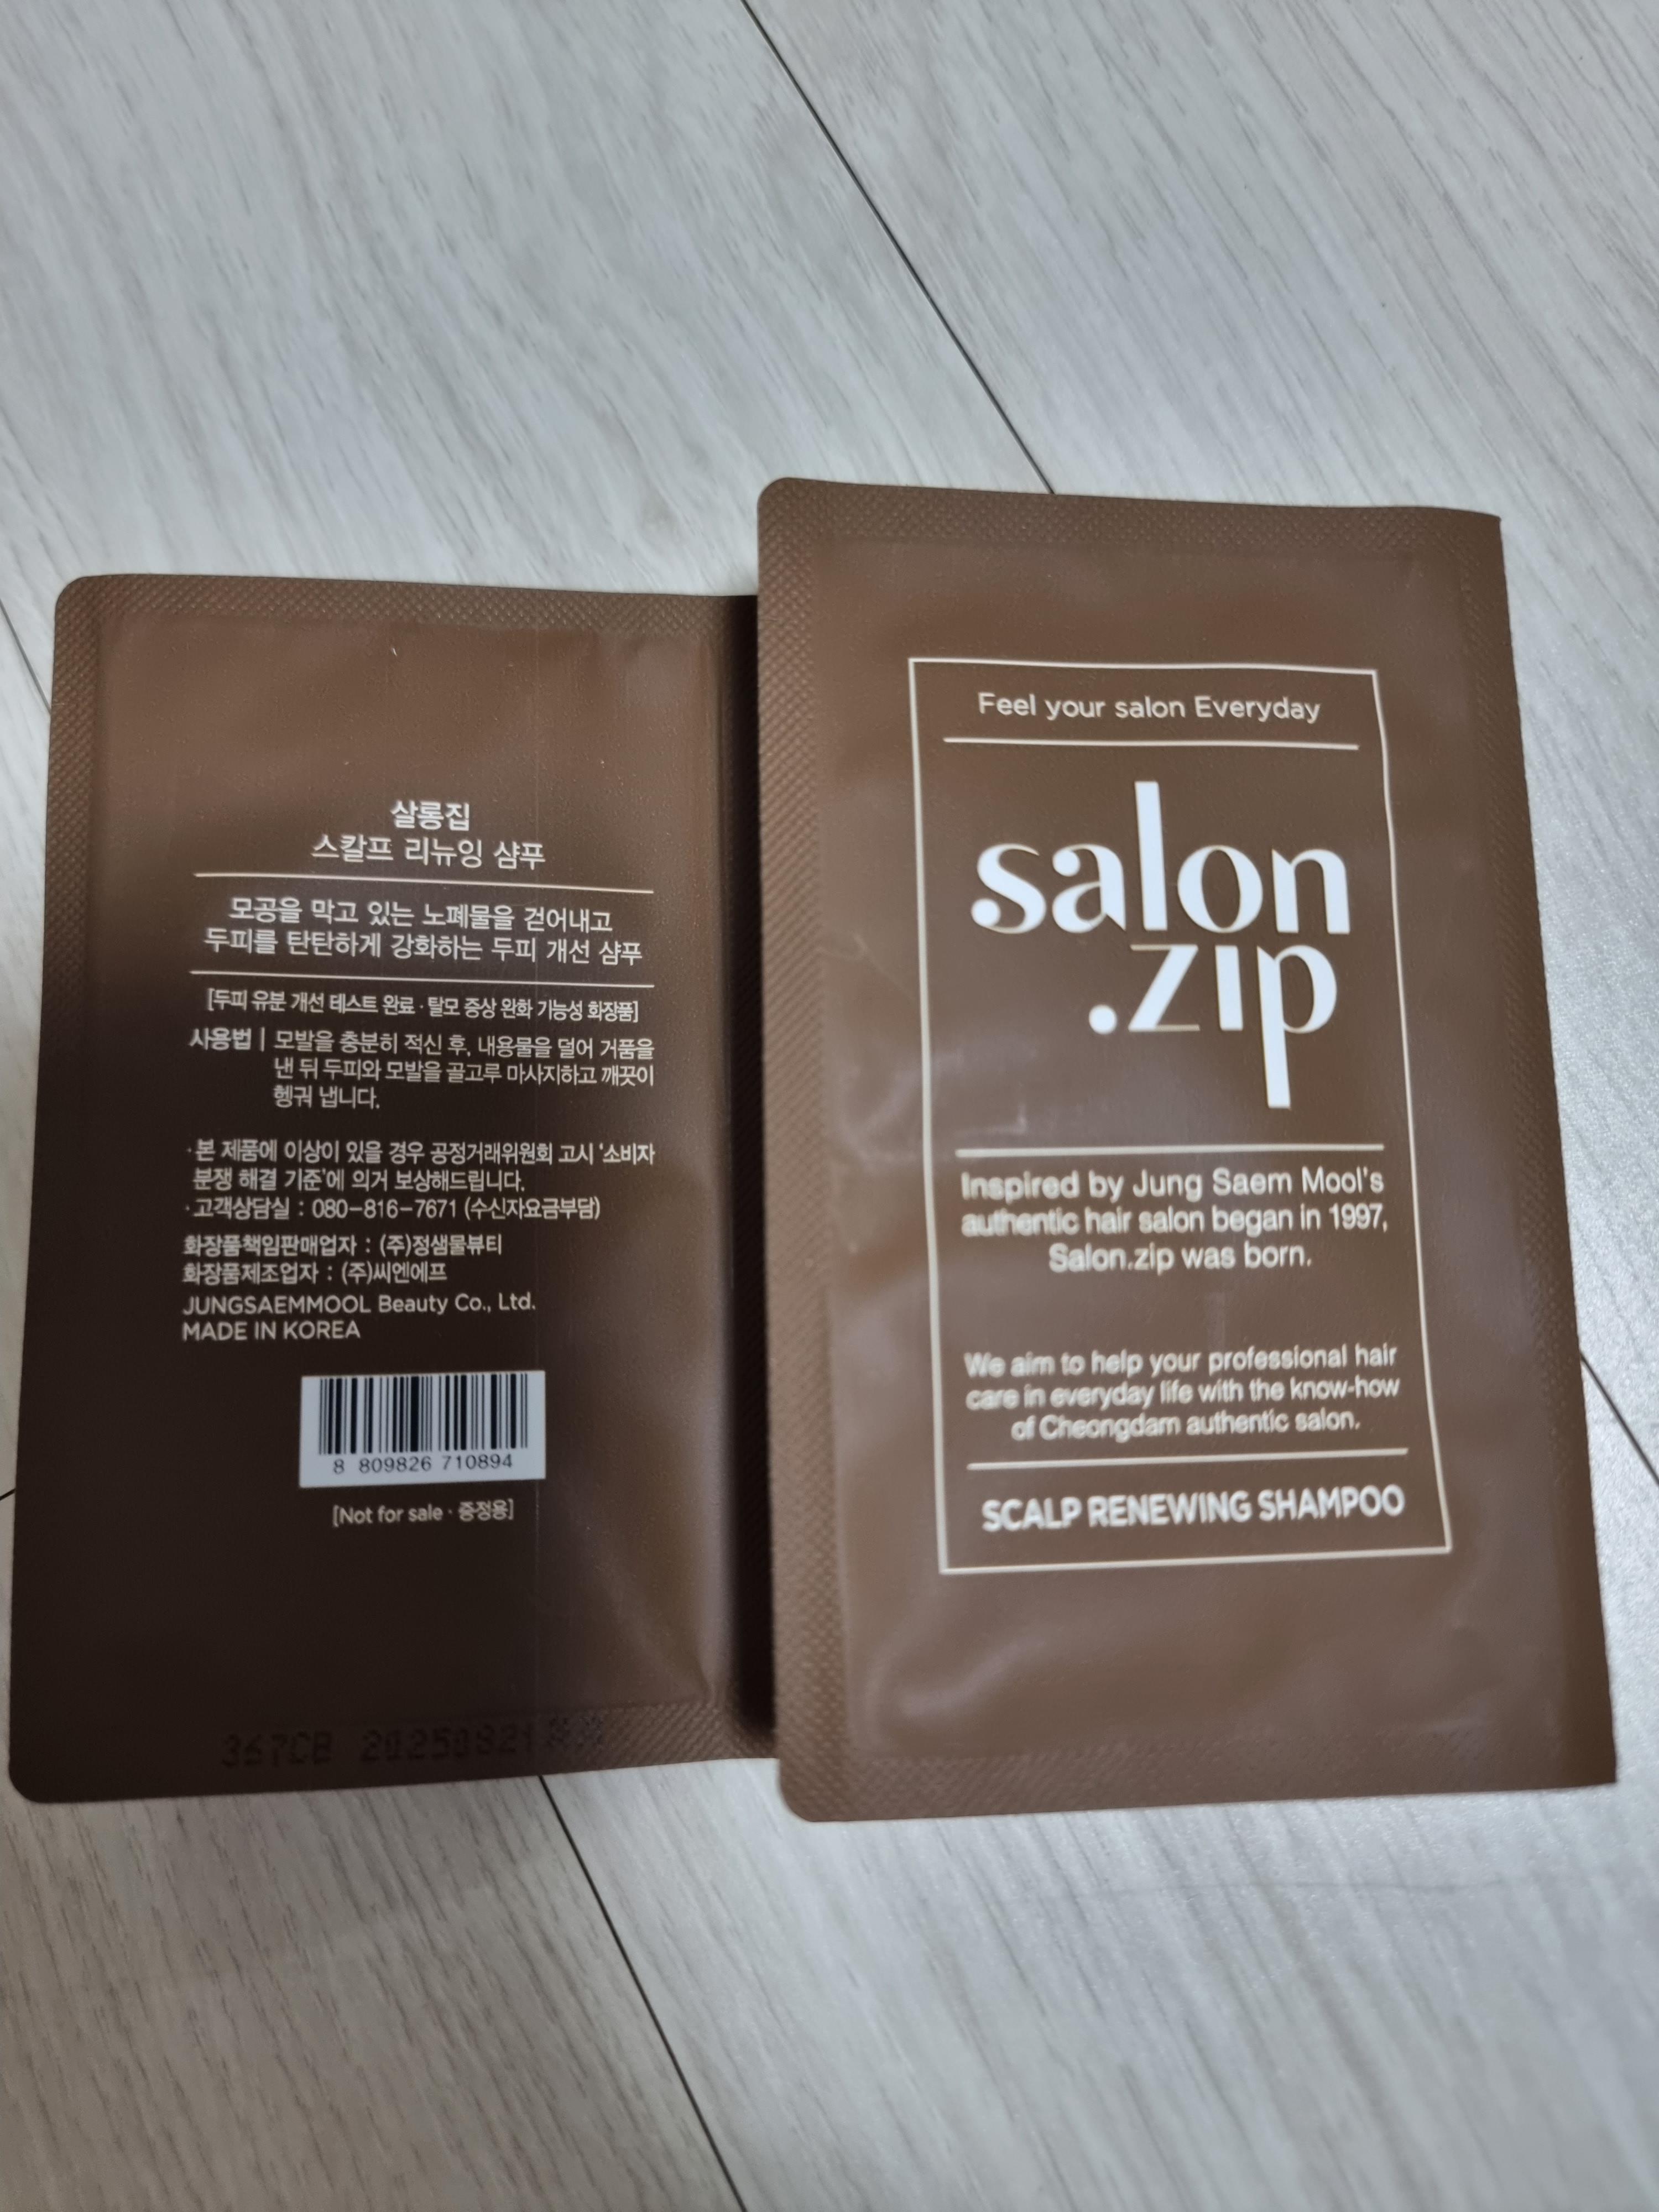 살롱집
스칼프 리뉴잉 샴푸
모공을 막고 있는 노폐물을 걷어내고
두피를 탄탄하게 강화하는 두피 개선 샴푸
[두피 유분 개선 테스트 완료 · 탈모 증상 완화 기능성 화장품]
사용법 | 모발을 충분히 적신 후, 내용물을 덜어 거품을
낸 뒤 두피와 모발을 골고루 마사지하고 깨끗이
헹궈 냅니다.
· 본 제품에 이상이 있을 경우 공정거래위원회 고시 '소비자
분쟁 해결 기준'에 의거 보상해드립니다.
· 고객상담실 : 080-816-7671 (수신자요금부담)
화장품책임판매업자 : (주)정샘물뷰티
화장품제조업자 : (주)씨엔에프
JUNGSAEMMOOL Beauty Co., Ltd.
MADE IN KOREA
8 809826 710894
[Not for sale · 증정용]
367CB 20250821
Feel your salon Everyday
salon
.zip
Inspired by Jung Saem Mool's
authentic hair salon began in 1997,
Salon.zip was born.
We aim to help your professional hair
care in everyday life with the know-how
of Cheongdam authentic salon.
SCALP RENEWING SHAMPOO